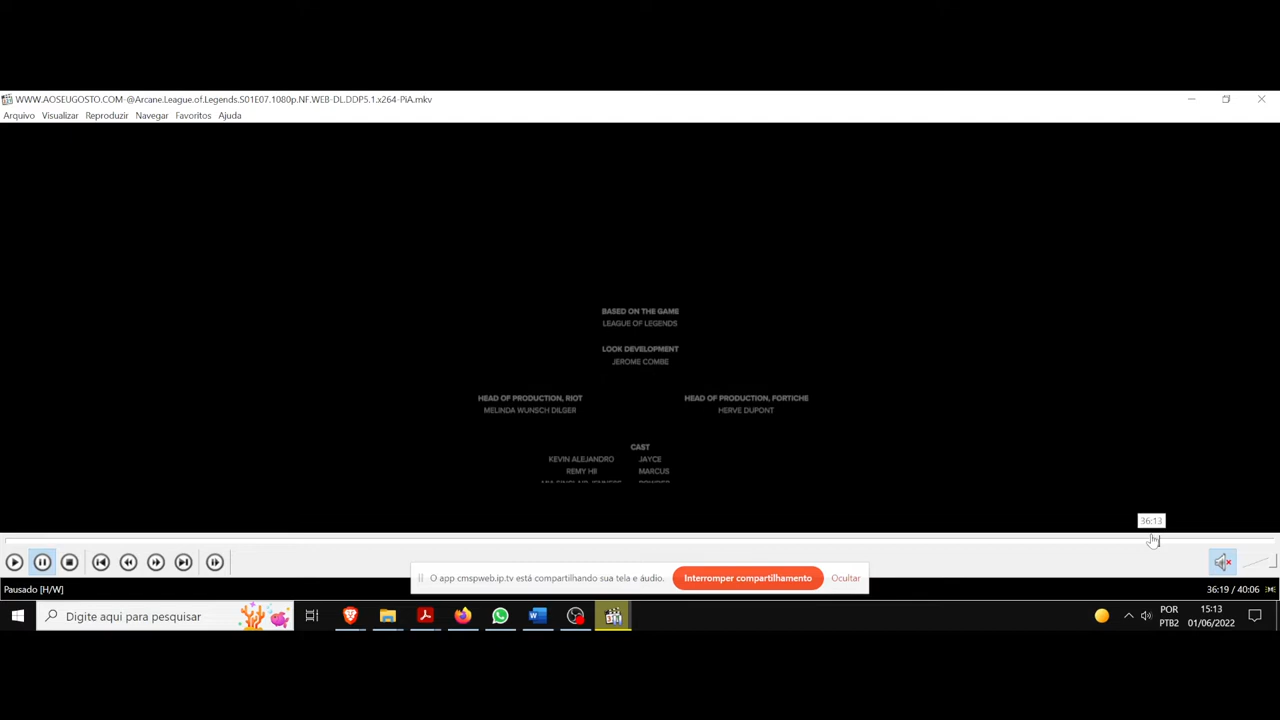 WWW.AOSEUGOSTO.COM-@Arcane.League.of.Legends.S01E07.1080p.NF.WEB-DL.DDP5.1.x264-PiA.mkv
Arquivo Visualizar Reproduzir Navegar Favoritos Ajuda
BASED ON THE GAME
LEAGUE OF LEGENDS
LOOK DEVELOPMENT
JEROME COMBE
HEAD OF PRODUCTION, RIOT HEAD OF PRODUCTION, FORTICHE
MELINDA WUNSCH DILGER HERVE DUPONT
CAST
KEVIN ALEJANDRO JAYCE
REMY HII MARCUS
36:13
O app cmspweb.ip.tv está compartilhando sua tela e áudio. Interromper compartilhamento Ocultar
Pausado [H/W] 36:19 / 40:06
Digite aqui para pesquisar
POR 15:13
PTB2 01/06/2022